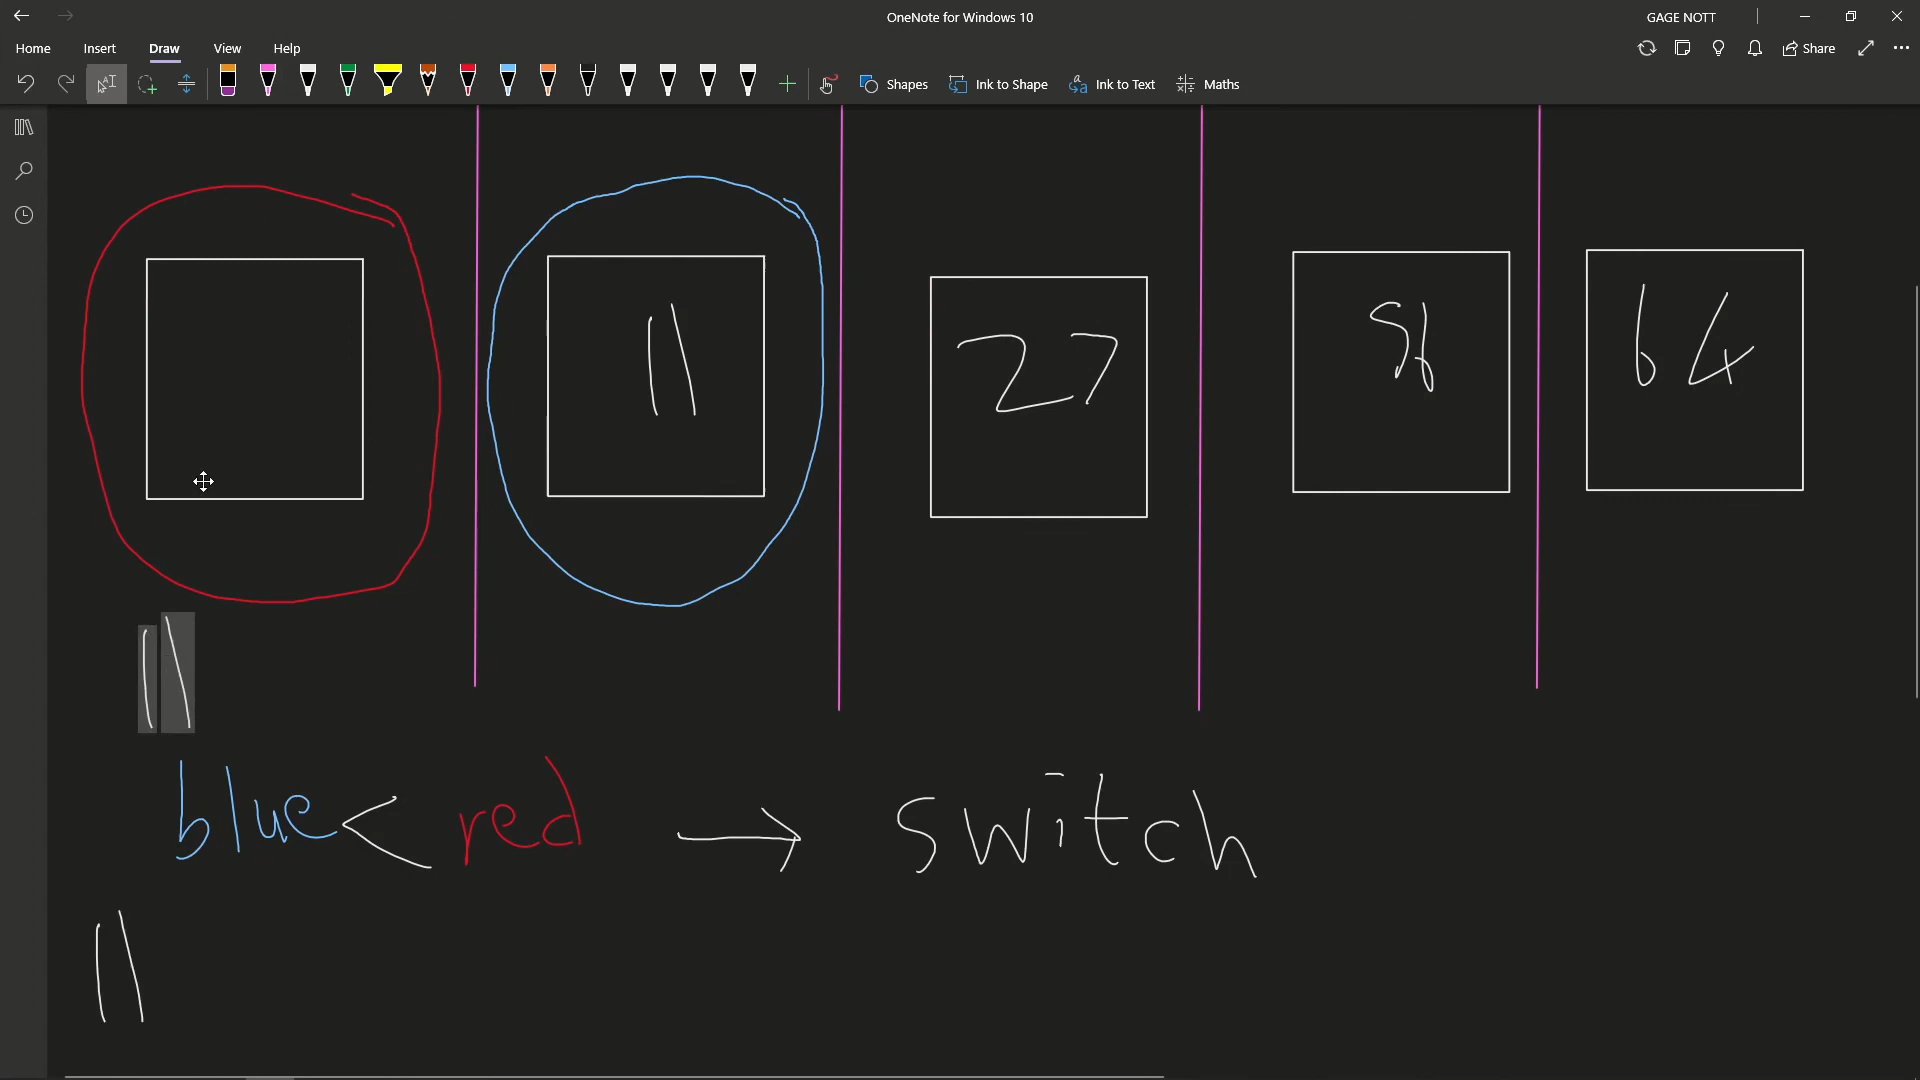 OneNote for Windows 10
GAGE NOTT
Home Insert Draw View Help
Share
Shapes Ink to Shape Ink to Text Maths
11 27 64
11
blue < red → switch
11